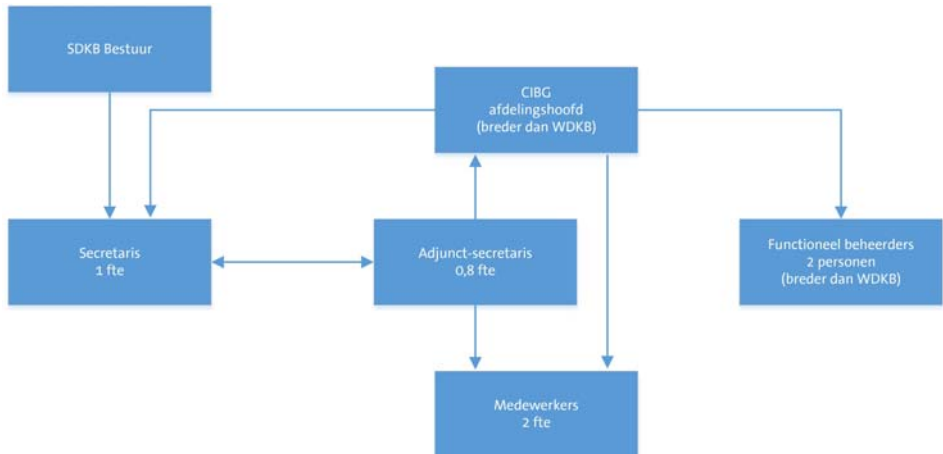 SDKB Bestuur
CIBG
afdelingshoofd
(breder dan WDKB)
Secretaris
1 fte
Adjunct-secretaris
0,8 fte
Functioneel beheerders
2 personen
(breder dan WDKB)
Medewerkers
2 fte